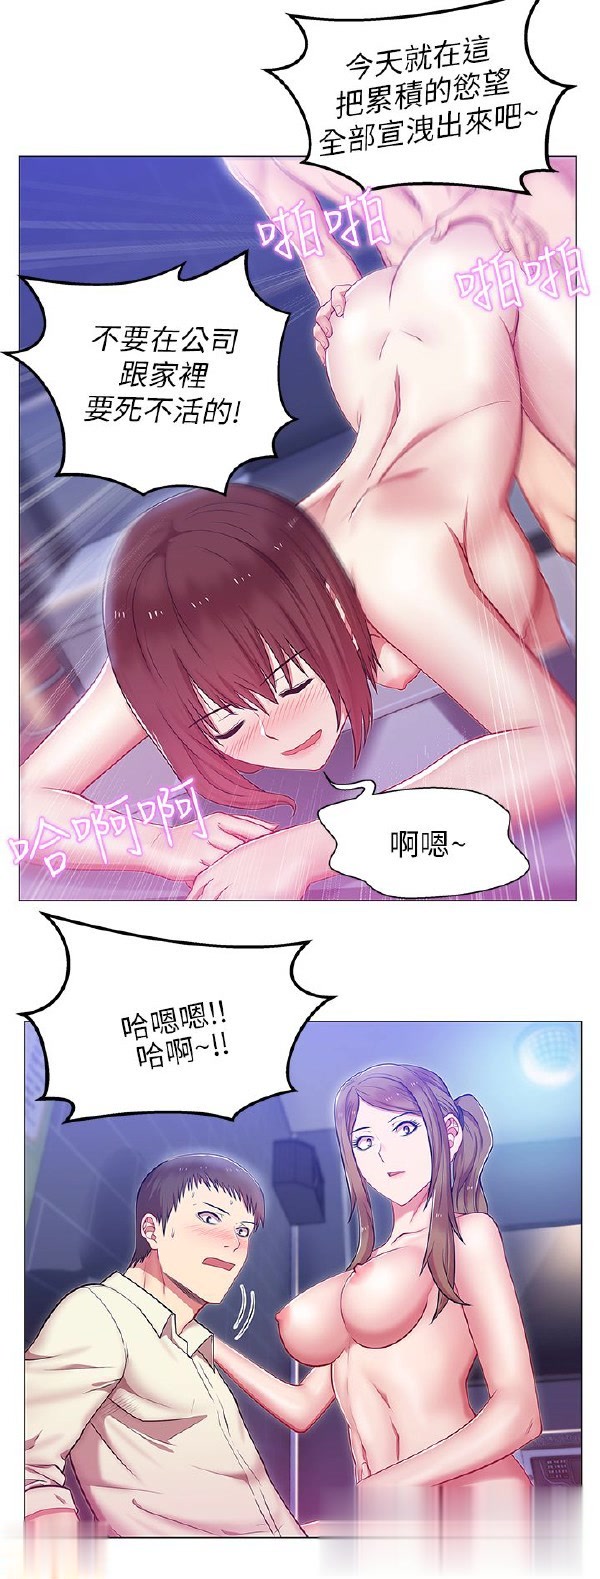 今天就在這
把累積的慾望
全部宣洩出來吧~
啪啪
啪啪
不要在公司
跟家裡
要死不活的!
哈啊啊
啊嗯~
哈嗯嗯!!
哈啊~!!